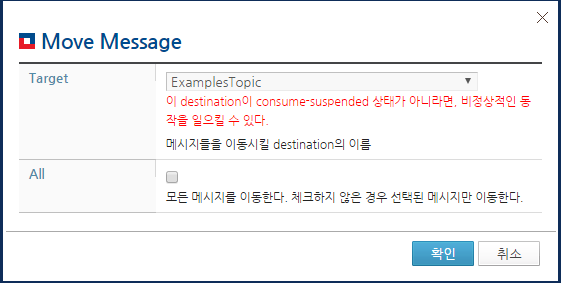 Move Message
Target
ExamplesTopic
이 destination이 consume-suspended 상태가 아니라면, 비정상적인 동
작을 일으킬 수 있다.
메시지들을 이동시킬 destination의 이름
All
모든 메시지를 이동한다. 체크하지 않은 경우 선택된 메시지만 이동한다.
확인 취소